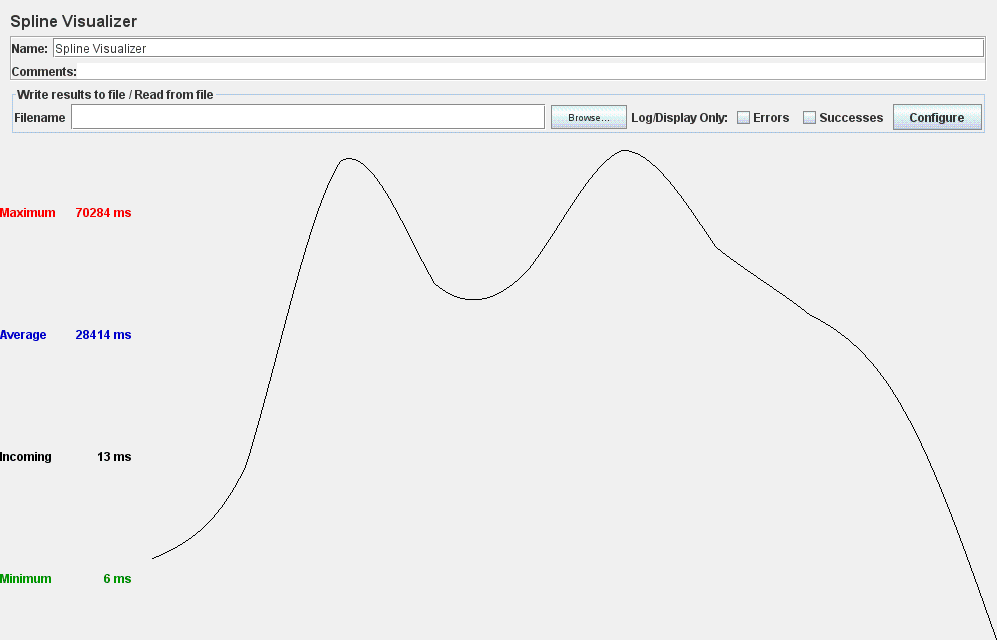 Spline Visualizer
Name: Spline Visualizer
Comments:
Write results to file / Read from file
Filename Browse... Log/Display Only: Errors Successes Configure
Maximum 70284 ms
Average 28414 ms
Incoming 13 ms
Minimum 6 ms